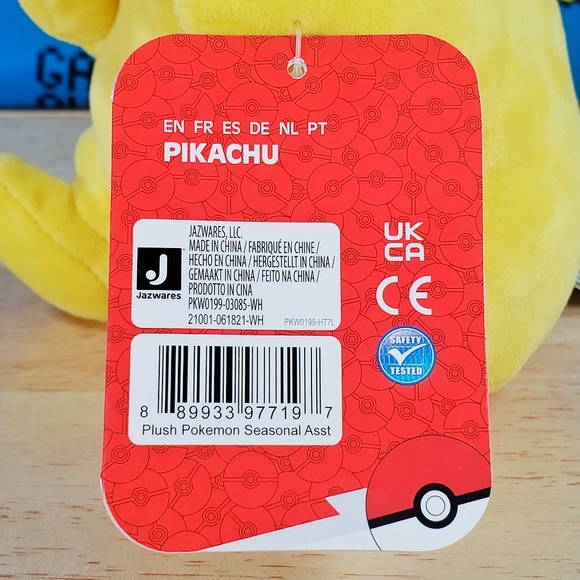 EN FR ES DE NL PT
PIKACHU
J
Jazwares
JAZWARES, LLC.
MADE IN CHINA / FABRIQUÉ EN CHINE /
HECHO EN CHINA / HERGESTELLT IN CHINA /
GEMAAKT IN CHINA / FEITO NA CHINA /
PRODOTTO IN CINA
PKW0199-03085-WH
21001-061821-WH
PKW0199-HT7L
UK
CA
CE
SAFETY
TESTED
8 89933 97719 7
Plush Pokemon Seasonal Asst